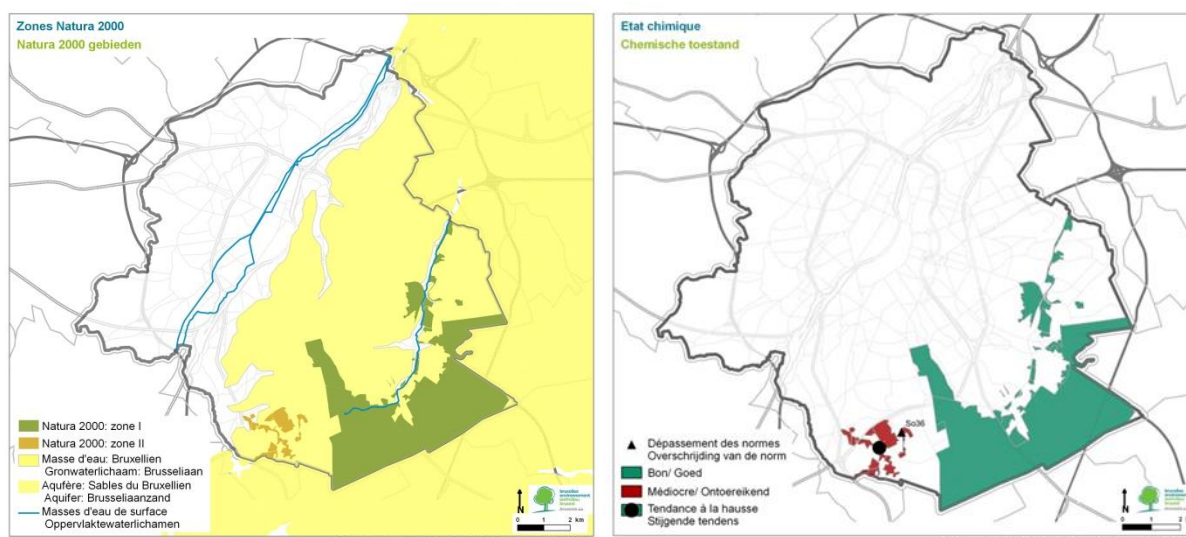 Zones Natura 2000
Natura 2000 gebieden
Natura 2000: zone I
Natura 2000: zone II
Masse d'eau: Bruxellien
Gronwaterlichaam: Brusseliaan
Aquifère: Sables du Bruxellien
Aquifer: Brusseliaanzand
Masses d'eau de surface
Oppervlaktewaterlichamen
N
0 1 2 km
Etat chimique
Chemische toestand
So36
Dépassement des normes
Overschrijding van de norm
Bon/ Goed
Médiocre/ Ontoereikend
Tendance à la hausse
Stijgende tendens
N
0 1 2 km